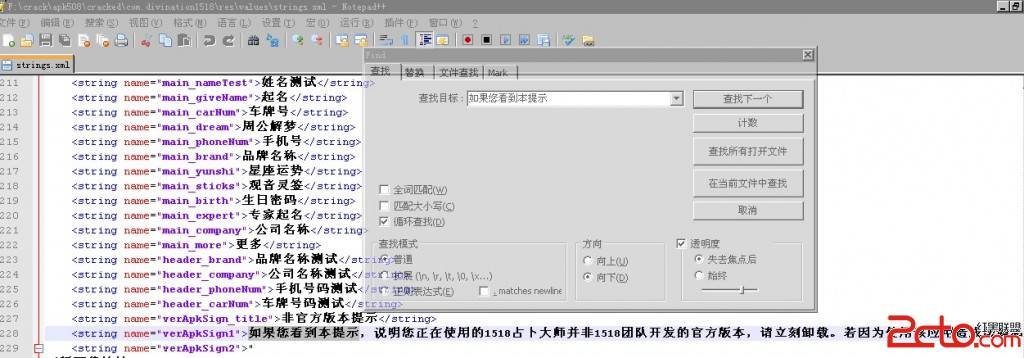 F:\crack\apk508\cracked\com.divination1518\res\values\strings.xml - Notepad++
文件(F) 编辑(E) 搜索(S) 视图(V) 格式(M) 语言(L) 设置(T) 宏(O) 运行(R) 插件(P) 窗口(W) ?
strings.xml
Find
查找 替换 文件查找 Mark
查找目标: 如果您看到本提示 查找下一个
计数
查找所有打开文件
在当前文件中查找
取消
全词匹配(W)
匹配大小写(C)
循环查找(D)
查找模式
普通
扩展 (\n, \r, \t, \0, \x...)
正则表达式(E) . matches newline
方向
向上(U)
向下(D)
透明度
失去焦点后
始终
211 <string name="main_nameTest">姓名测试</string>
212 <string name="main_giveName">起名</string>
213 <string name="main_carNum">车牌号</string>
214 <string name="main_dream">周公解梦</string>
215 <string name="main_phoneNum">手机号</string>
216 <string name="main_brand">品牌名称</string>
217 <string name="main_yunshi">星座运势</string>
218 <string name="main_sticks">观音灵签</string>
219 <string name="main_birth">生日密码</string>
220 <string name="main_expert">专家起名</string>
221 <string name="main_company">公司名称</string>
222 <string name="main_more">更多</string>
223 <string name="header_brand">品牌名称测试</string>
224 <string name="header_company">公司名称测试</string>
225 <string name="header_phoneNum">手机号码测试</string>
226 <string name="header_carNum">车牌号码测试</string>
227 <string name="verApkSign_title">非官方版本提示</string>
228 <string name="verApkSign1">如果您看到本提示，说明您正在使用的1518占卜大师并非1518团队开发的官方版本，请立刻卸载。若因为使用该应
229 <string name="verApkSign2">"
2cto.com
红黑联盟